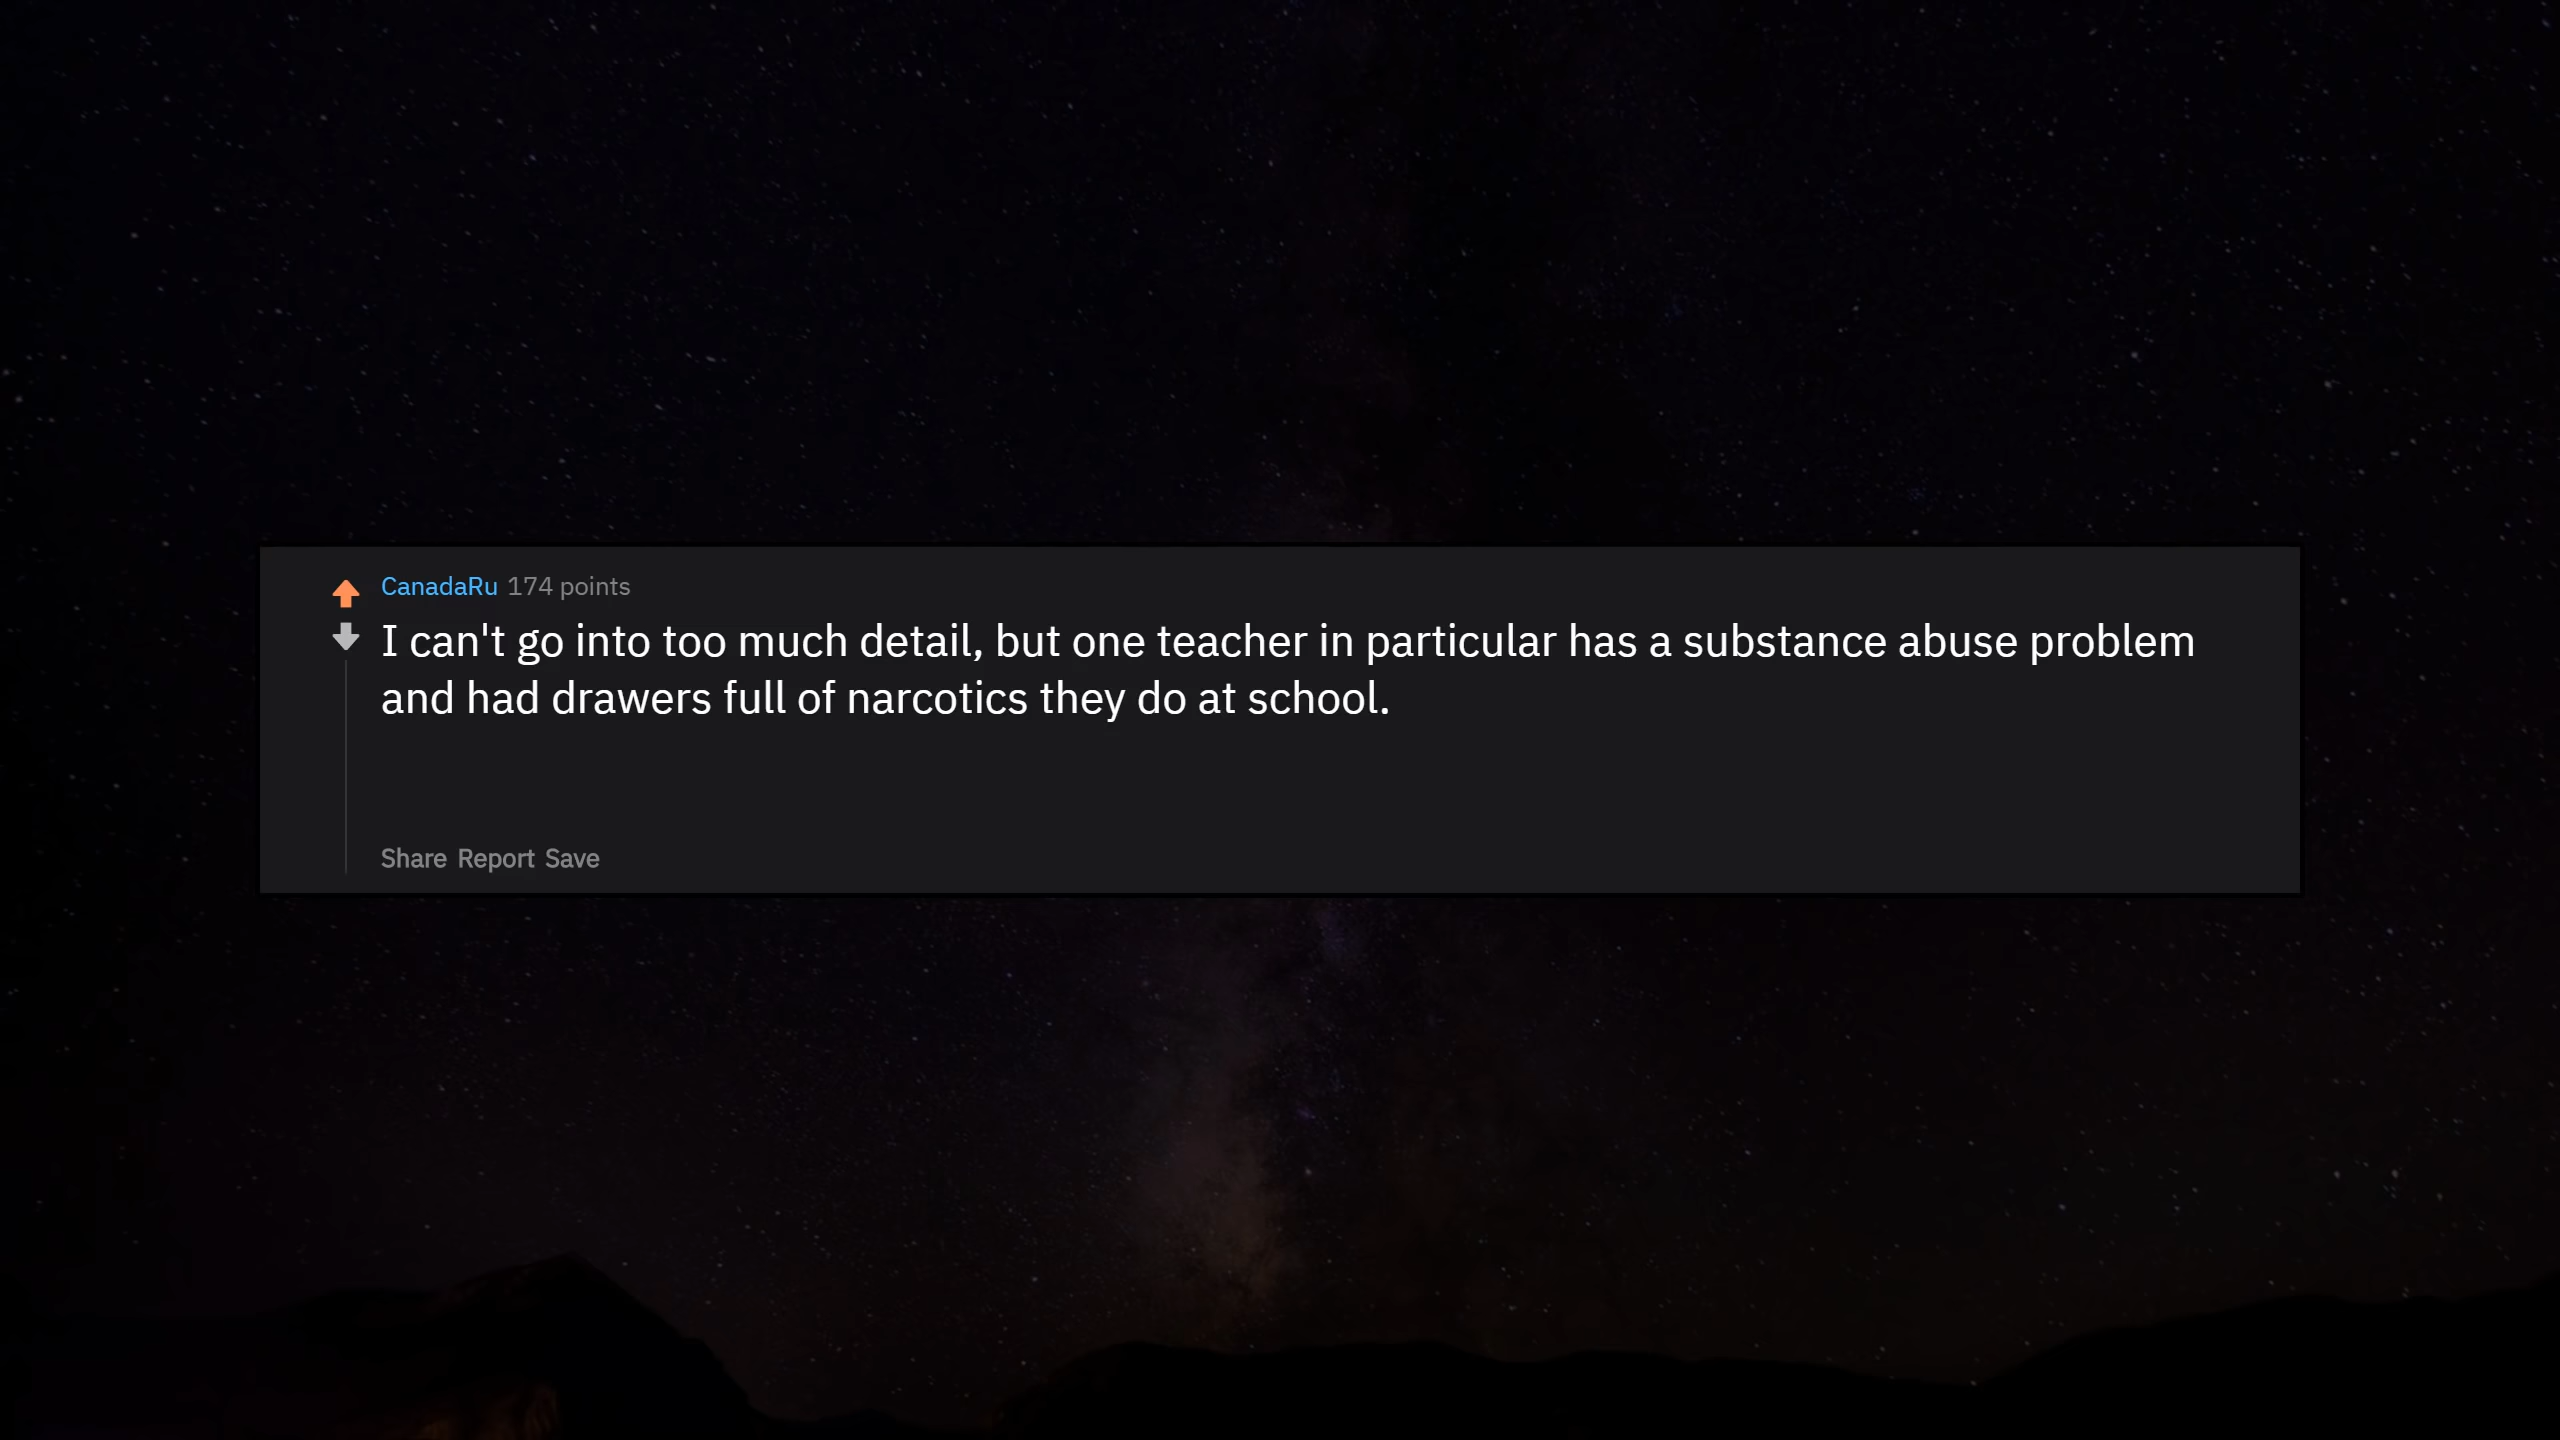 CanadaRu 174 points
I can't go into too much detail, but one teacher in particular has a substance abuse problem
and had drawers full of narcotics they do at school.
Share Report Save